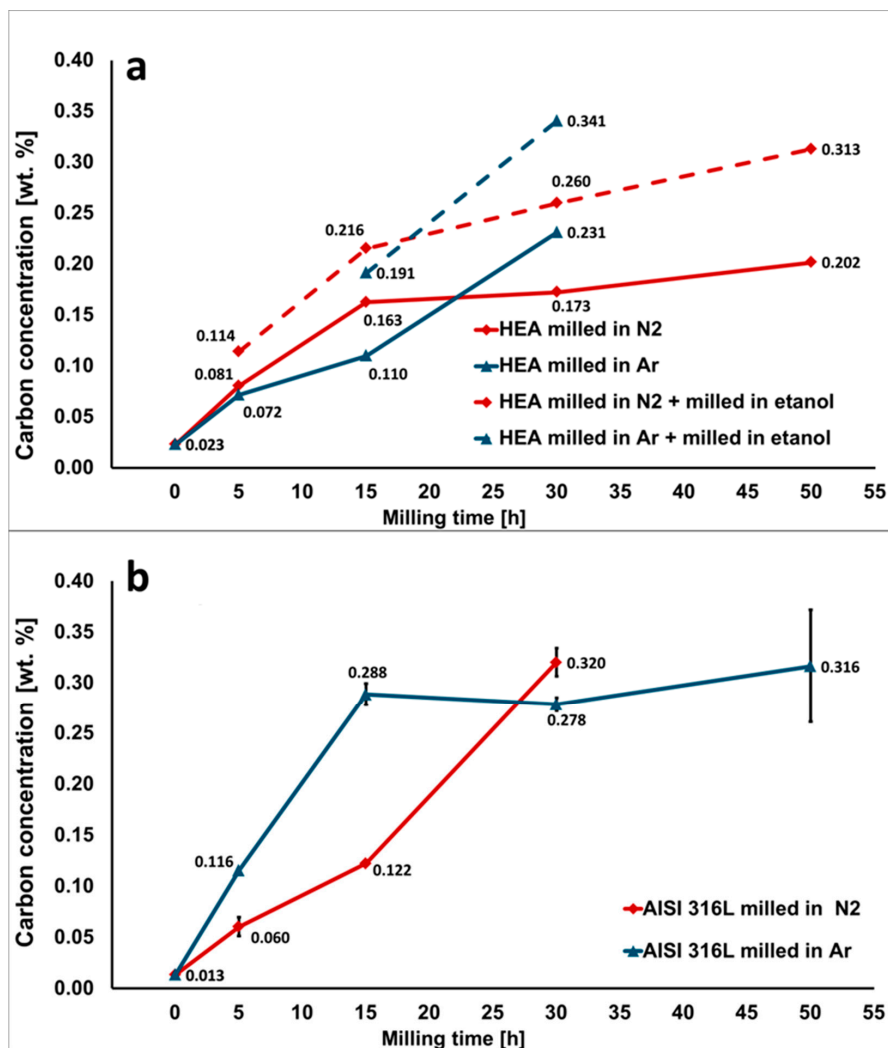 a
Carbon concentration [wt. %]
0.40
0.35
0.30
0.25
0.20
0.15
0.10
0.05
0.00
0.341
0.313
0.260
0.216
0.231
0.191
0.202
0.163
0.173
0.114
0.081
0.110
0.072
0.023
HEA milled in N2
HEA milled in Ar
HEA milled in N2 + milled in etanol
HEA milled in Ar + milled in etanol
0 5 10 15 20 25 30 35 40 45 50 55
Milling time [h]
b
Carbon concentration [wt. %]
0.40
0.35
0.30
0.25
0.20
0.15
0.10
0.05
0.00
0.288
0.320
0.316
0.278
0.116
0.122
0.060
0.013
AISI 316L milled in N2
AISI 316L milled in Ar
0 5 10 15 20 25 30 35 40 45 50 55
Milling time [h]